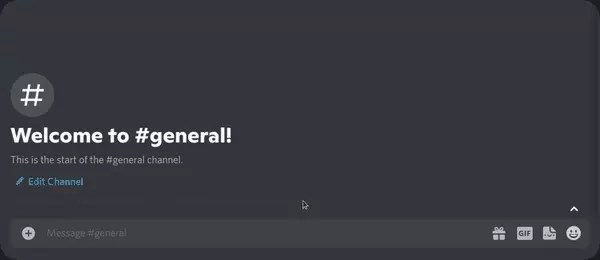 #
Welcome to #general!
This is the start of the #general channel.
Edit Channel
Message #general
GIF